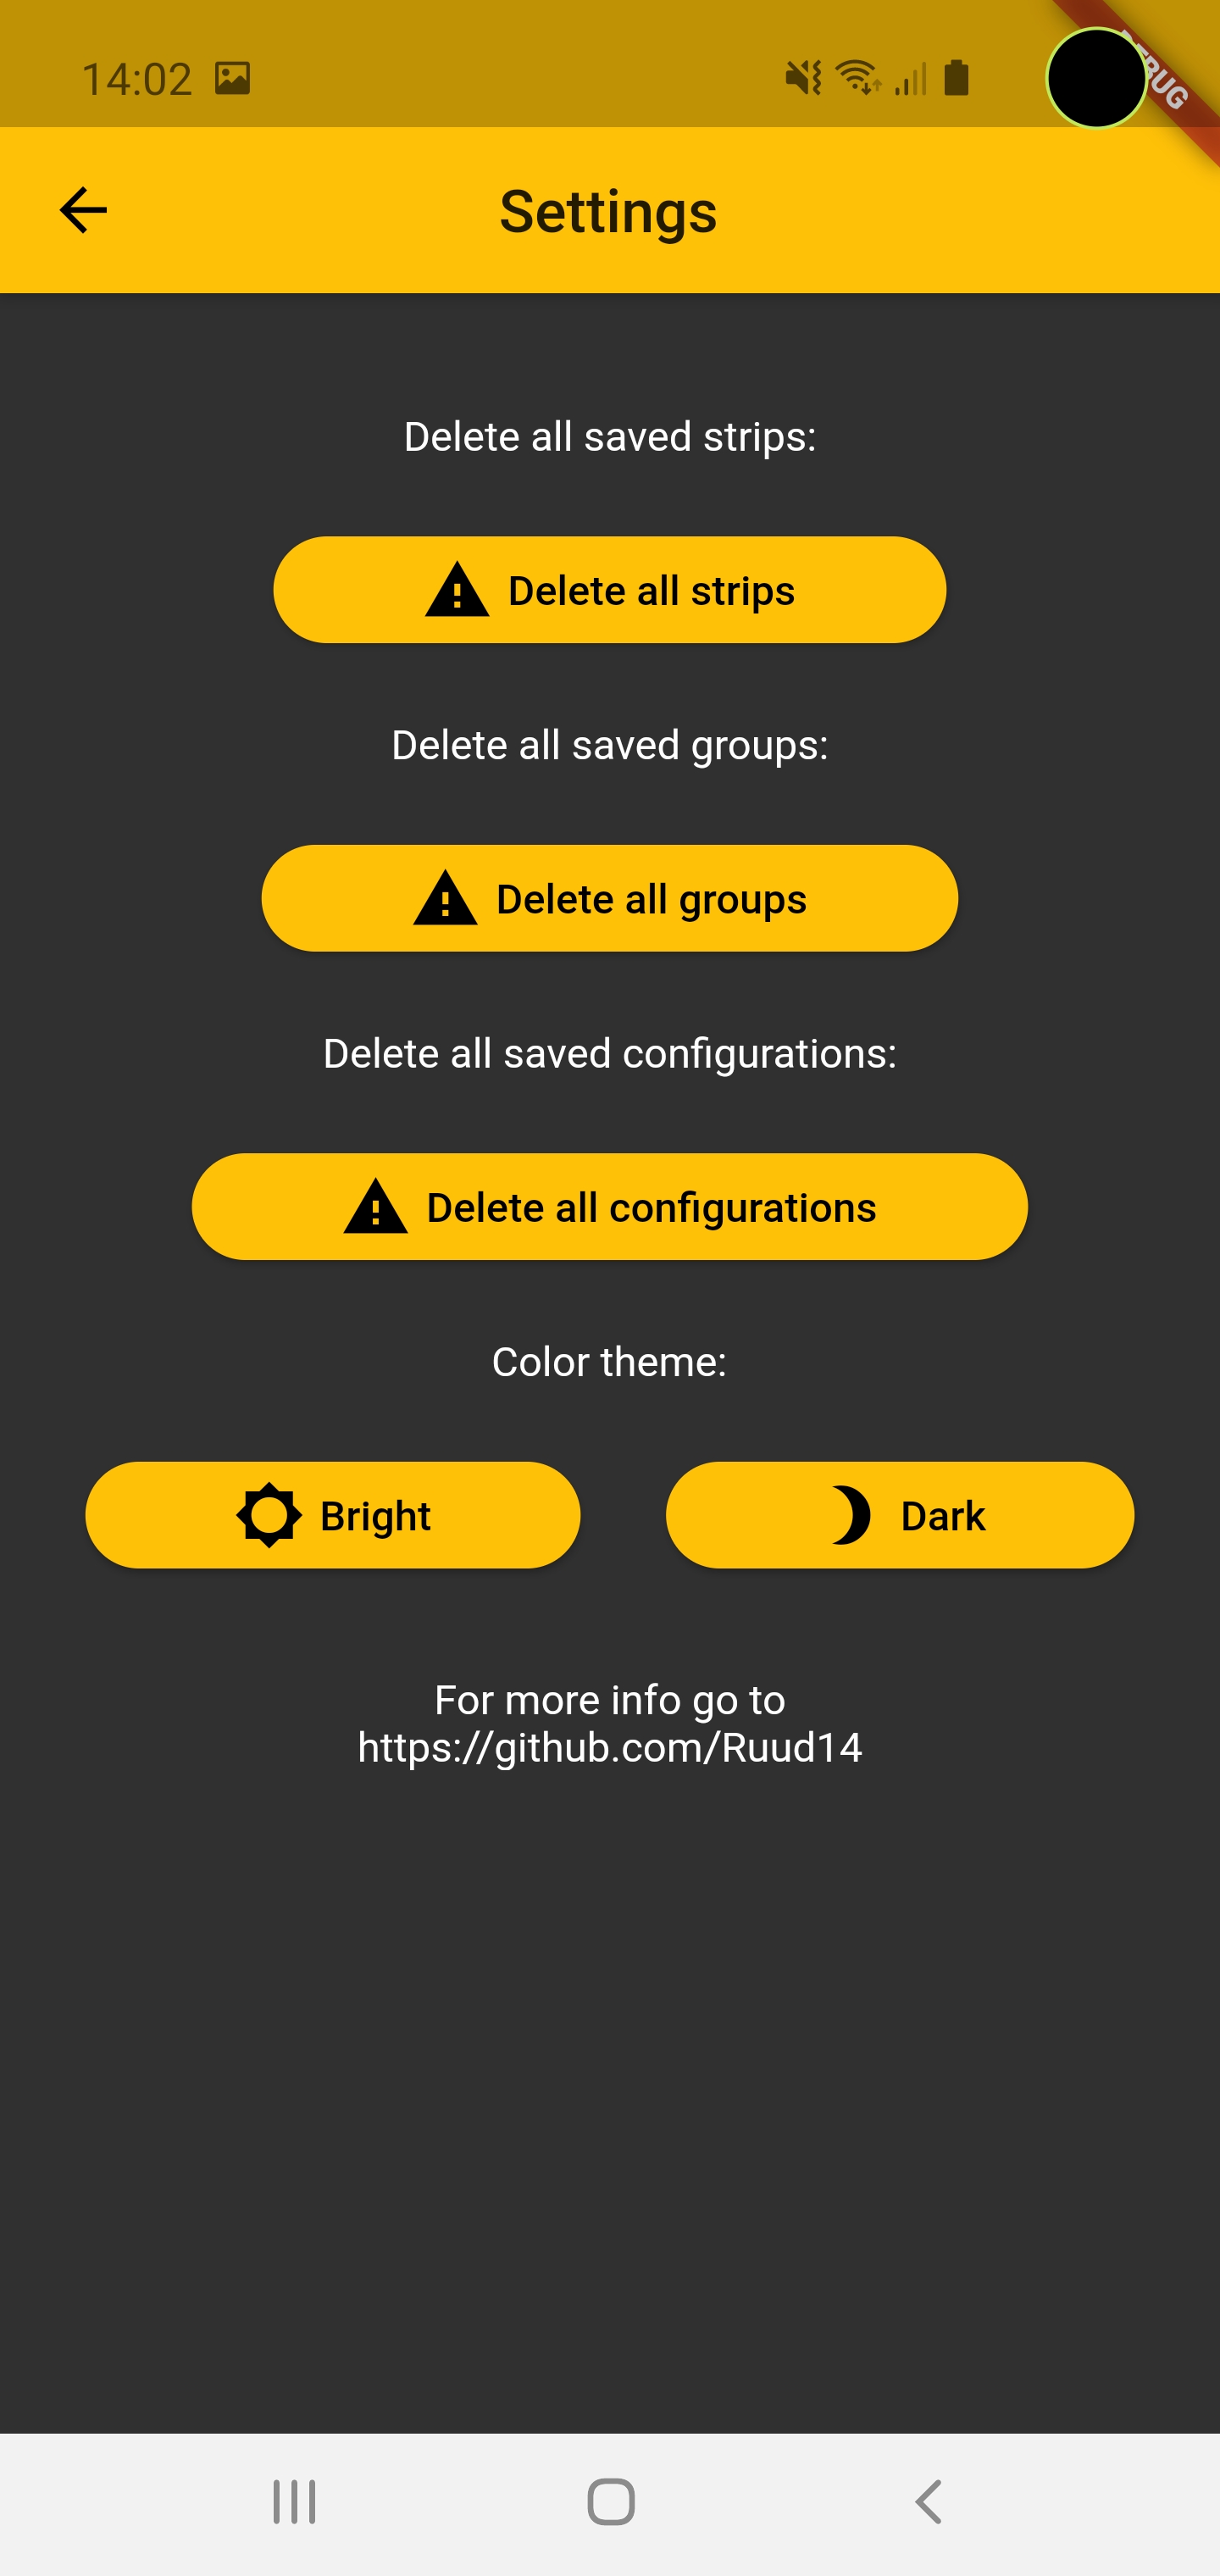 14:02
Settings
Delete all saved strips:
Delete all strips
Delete all saved groups:
Delete all groups
Delete all saved configurations:
Delete all configurations
Color theme:
Bright
Dark
For more info go to
https://github.com/Ruud14